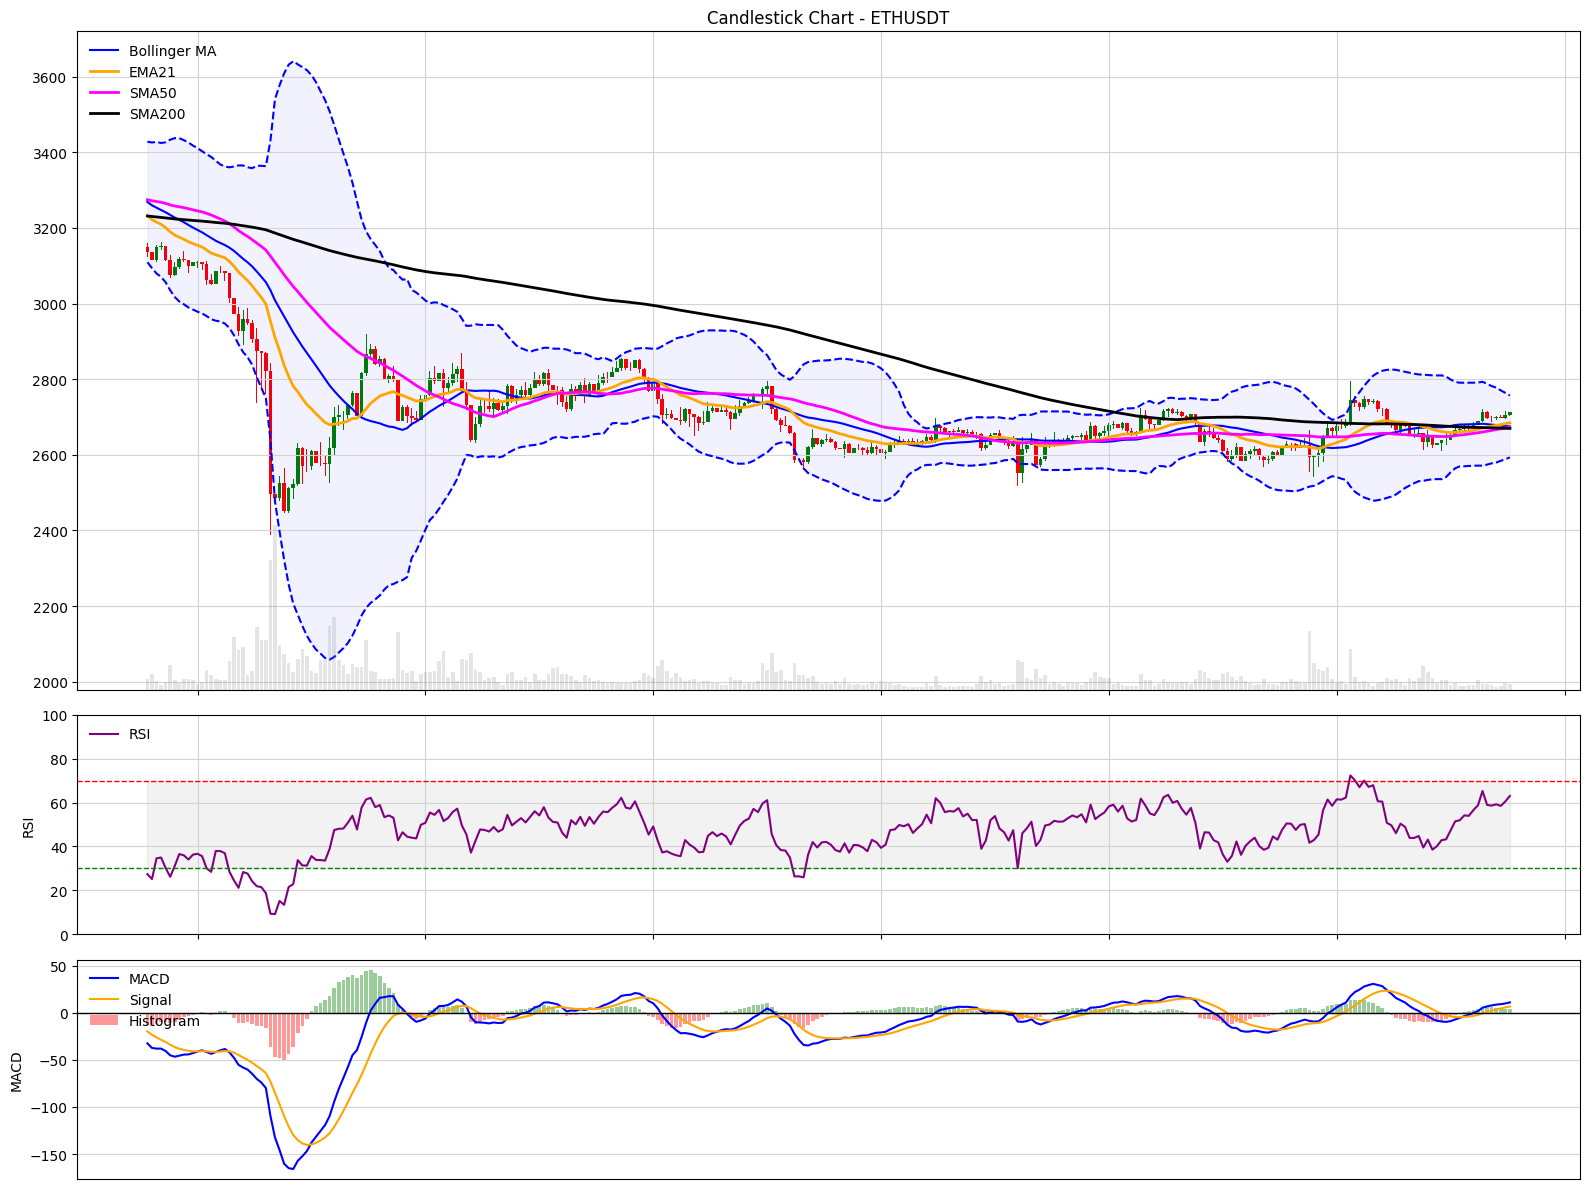 Candlestick Chart - ETHUSDT
Bollinger MA
EMA21
SMA50
SMA200
3600
3400
3200
3000
2800
2600
2400
2200
2000
RSI
100
80
60
40
20
0
RSI
MACD
Signal
Histogram
50
0
−50
−100
−150
MACD